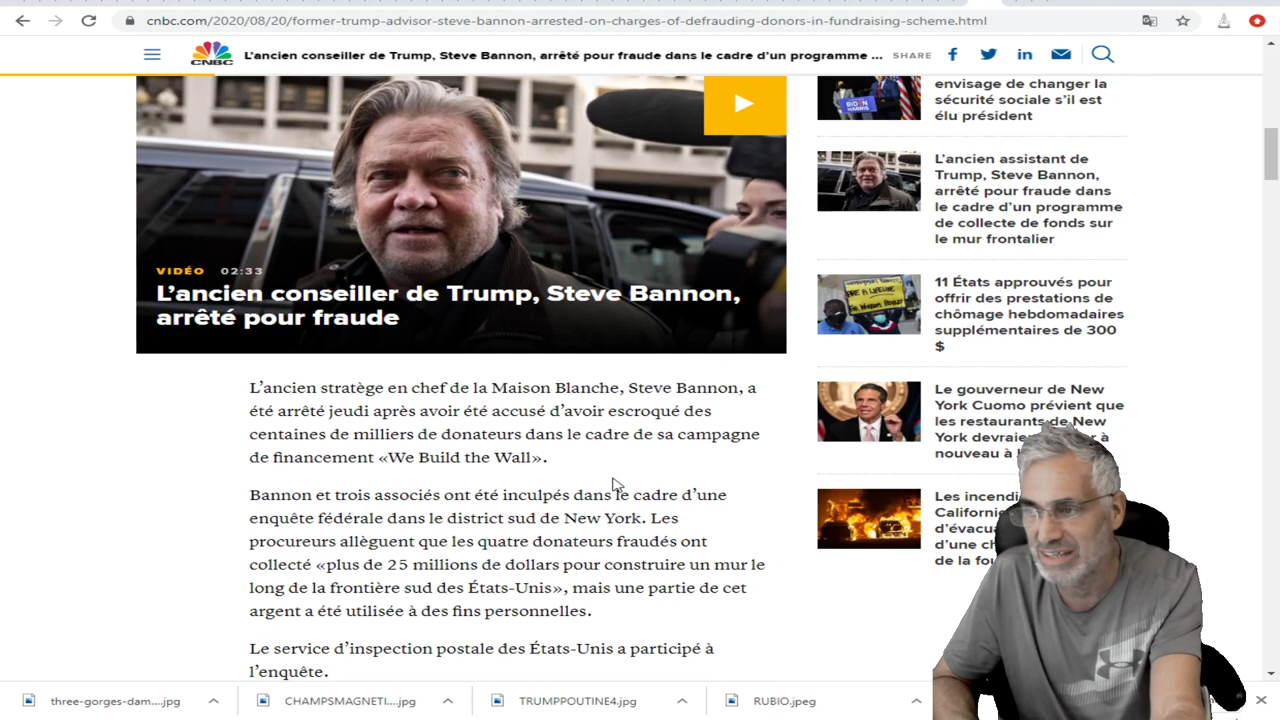 cnbc.com/2020/08/20/former-trump-advisor-steve-bannon-arrested-on-charges-of-defrauding-donors-in-fundraising-scheme.html
CNBC
L'ancien conseiller de Trump, Steve Bannon, arrêté pour fraude dans le cadre d'un programme ...
SHARE
VIDÉO 02:33
L'ancien conseiller de Trump, Steve Bannon,
arrêté pour fraude
L'ancien stratège en chef de la Maison Blanche, Steve Bannon, a
été arrêté jeudi après avoir été accusé d'avoir escroqué des
centaines de milliers de donateurs dans le cadre de sa campagne
de financement «We Build the Wall».
Bannon et trois associés ont été inculpés dans le cadre d'une
enquête fédérale dans le district sud de New York. Les
procureurs allèguent que les quatre donateurs fraudés ont
collecté «plus de 25 millions de dollars pour construire un mur le
long de la frontière sud des États-Unis», mais une partie de cet
argent a été utilisée à des fins personnelles.
Le service d'inspection postale des États-Unis a participé à
l'enquête.
envisage de changer la
sécurité sociale s'il est
élu président
BIDEN
HARRIS
L'ancien assistant de
Trump, Steve Bannon,
arrêté pour fraude dans
le cadre d'un programme
de collecte de fonds sur
le mur frontalier
11 États approuvés pour
offrir des prestations de
chômage hebdomadaires
supplémentaires de 300
$
Le gouverneur de New
York Cuomo prévient que
les restaurants de New
York à
nouveau à
Les
d'une
de la
three-gorges-dam....jpg
CHAMPSMAGNETI....jpg
TRUMPPOUTINE4.jpg
RUBIO.jpeg